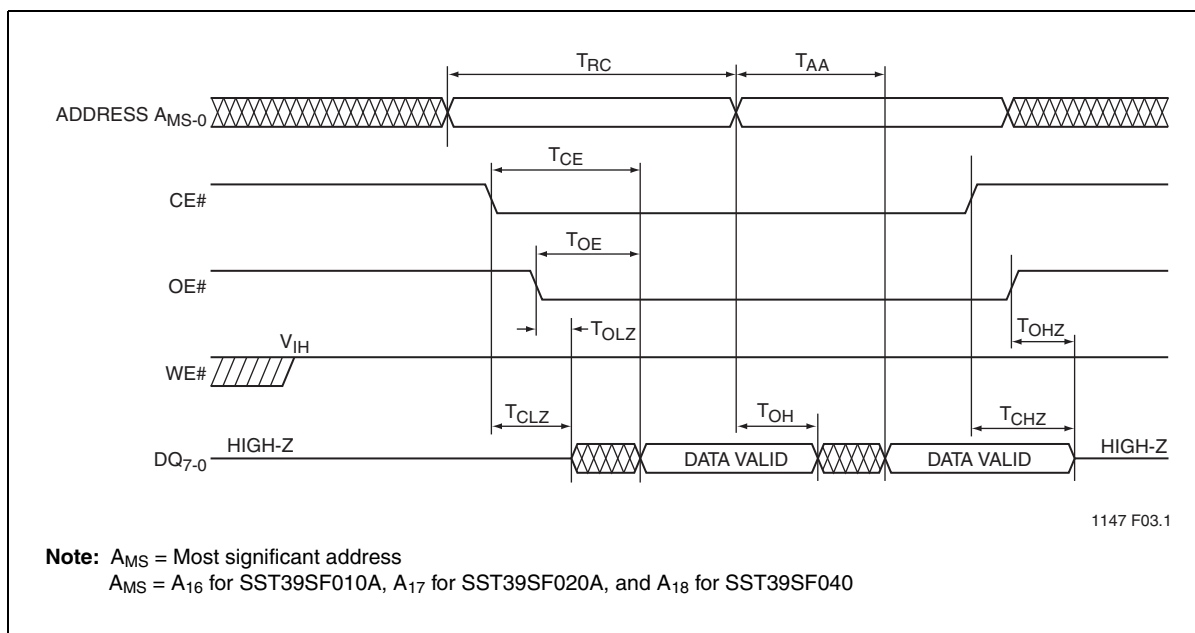 T_RC T_AA
ADDRESS A_MS-0
T_CE
CE#
T_OE
OE#
T_OLZ T_OHZ
V_IH
WE#
T_CLZ T_OH T_CHZ
HIGH-Z HIGH-Z
DQ_7-0 DATA VALID DATA VALID
1147 F03.1
Note: A_MS = Most significant address
A_MS = A_16 for SST39SF010A, A_17 for SST39SF020A, and A_18 for SST39SF040